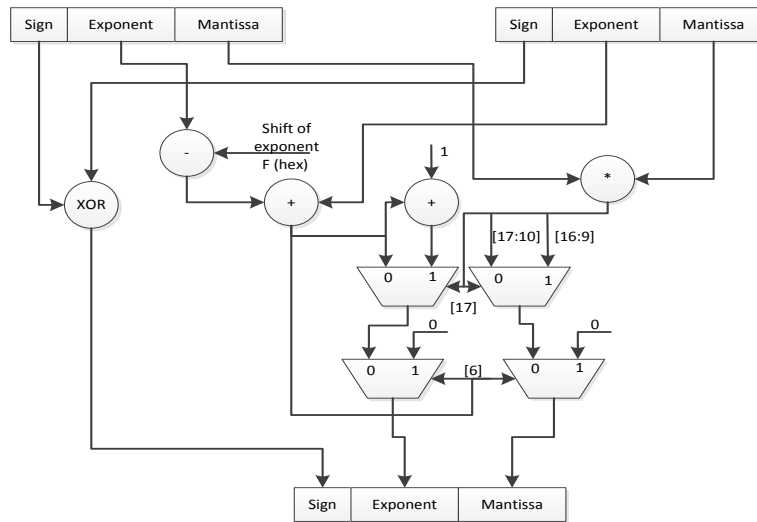 Sign Exponent Mantissa
Sign Exponent Mantissa
Shift of
exponent
F (hex)
-
1
*
XOR
+
+
[17:10] [16:9]
0 1
0 1
[17]
0
0
0 1
[6]
0 1
Sign Exponent Mantissa